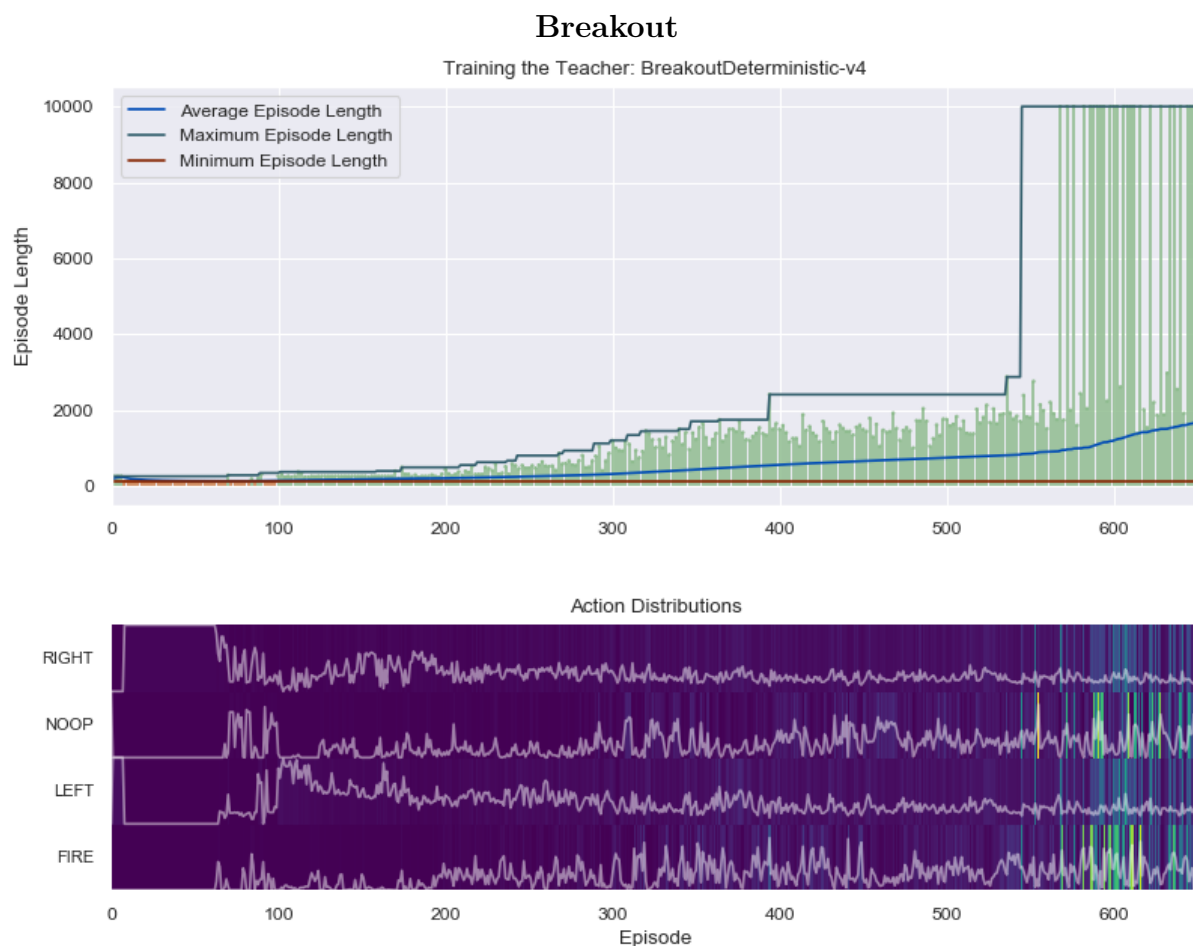 Breakout
Training the Teacher: BreakoutDeterministic-v4
Average Episode Length
Maximum Episode Length
Minimum Episode Length
10000
8000
6000
4000
2000
0
Episode Length
0 100 200 300 400 500 600
Action Distributions
RIGHT
NOOP
LEFT
FIRE
0 100 200 300 400 500 600
Episode